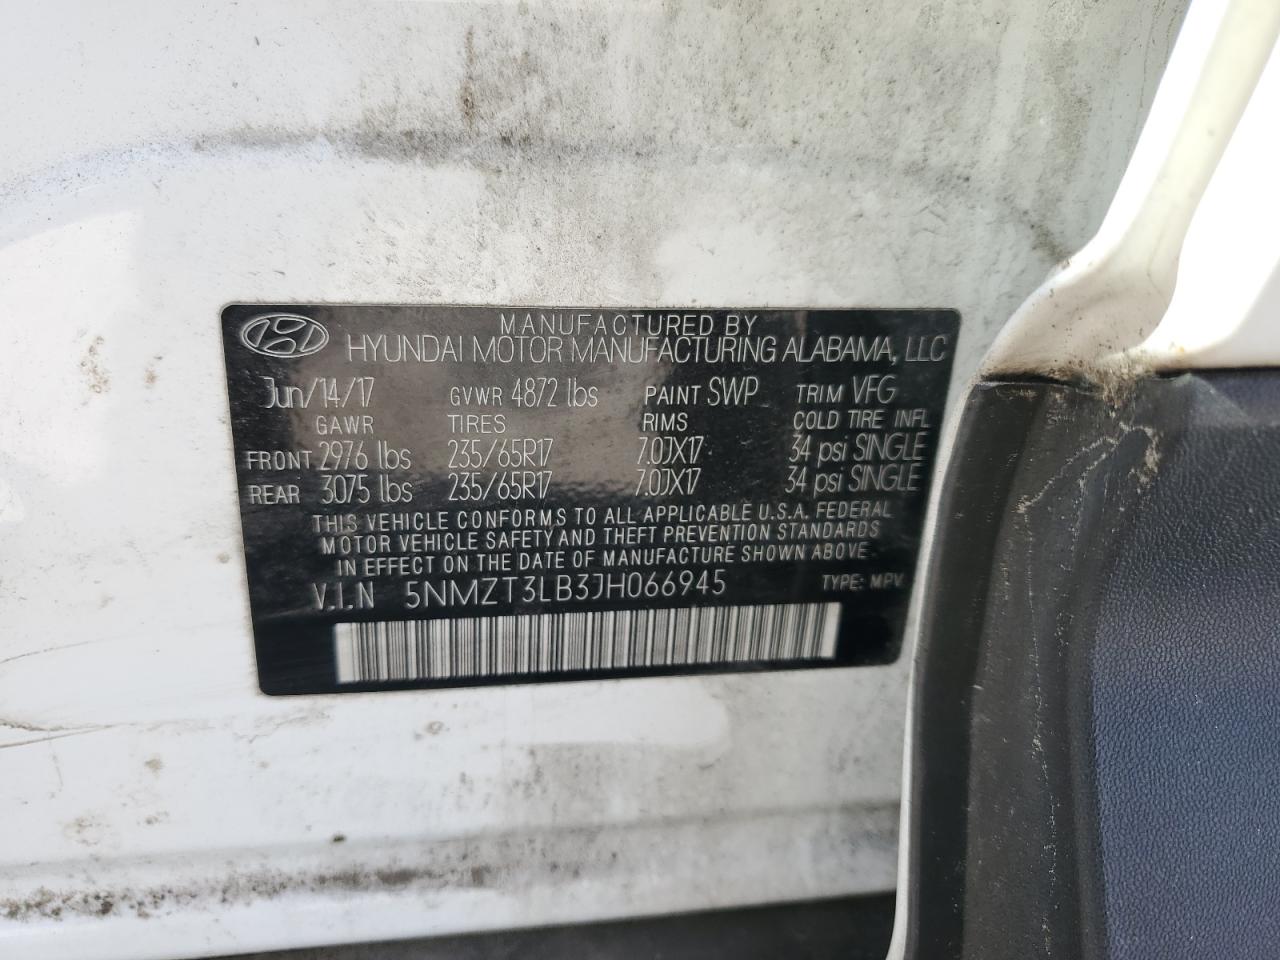 MANUFACTURED BY
HYUNDAI MOTOR MANUFACTURING ALABAMA, LLC
Jun/14/17 GVWR 4872 lbs PAINT SWP TRIM VFG
GAWR TIRES RIMS COLD TIRE INFL
FRONT 2976 lbs 235/65R17 7.0JX17 34 psi SINGLE
REAR 3075 lbs 235/65R17 7.0JX17 34 psi SINGLE
THIS VEHICLE CONFORMS TO ALL APPLICABLE U.S.A. FEDERAL
MOTOR VEHICLE SAFETY AND THEFT PREVENTION STANDARDS
IN EFFECT ON THE DATE OF MANUFACTURE SHOWN ABOVE.
V.I.N 5NMZT3LB3JH066945 TYPE: MPV